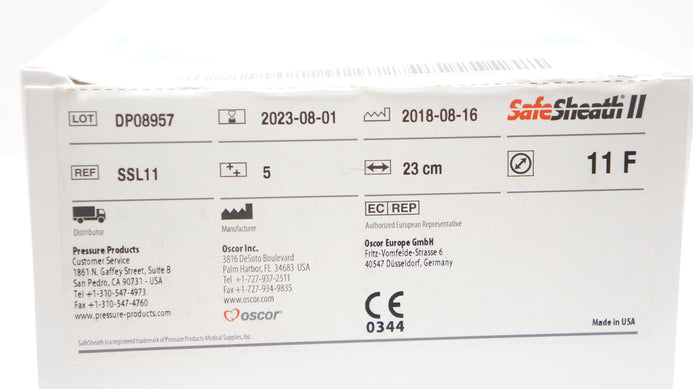 LOT DP08957 2023-08-01 2018-08-16 SafeSheath® II
REF SSL11 5 23 cm 11 F
Distributor
Pressure Products
Customer Service
1861 N. Gaffey Street, Suite B
San Pedro, CA 90731 - USA
Tel +1-310-547-4973
Fax +1-310-547-4760
www.pressure-products.com
Manufacturer
Oscor Inc.
3816 DeSoto Boulevard
Palm Harbor, FL 34683 USA
Tel +1-727-937-2511
Fax +1-727-934-9835
www.oscor.com
oscor®
EC REP
Authorized European Representative
Oscor Europe GmbH
Fritz-Vomfelde-Strasse 6
40547 Düsseldorf, Germany
CE
0344
Made in USA
SafeSheath is a registered trademark of Pressure Products Medical Supplies, Inc.